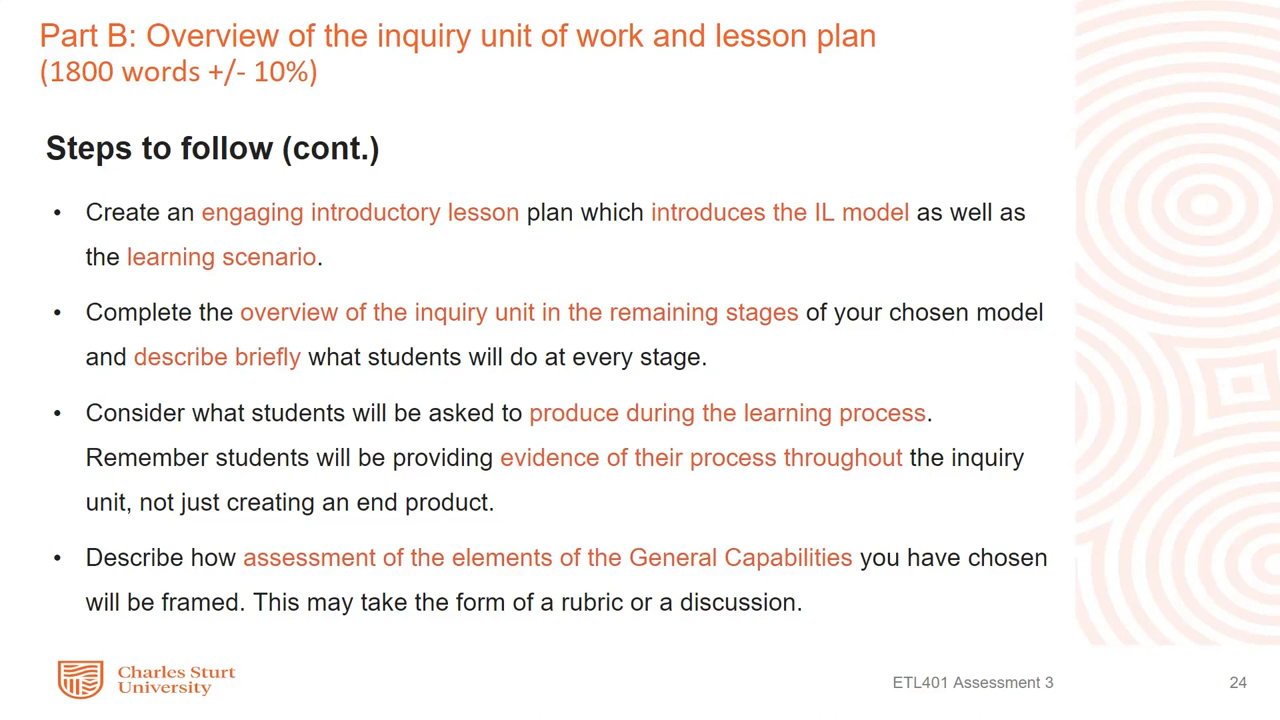 Part B: Overview of the inquiry unit of work and lesson plan
(1800 words +/- 10%)
Steps to follow (cont.)
• Create an engaging introductory lesson plan which introduces the IL model as well as
the learning scenario.
• Complete the overview of the inquiry unit in the remaining stages of your chosen model
and describe briefly what students will do at every stage.
• Consider what students will be asked to produce during the learning process.
Remember students will be providing evidence of their process throughout the inquiry
unit, not just creating an end product.
• Describe how assessment of the elements of the General Capabilities you have chosen
will be framed. This may take the form of a rubric or a discussion.
Charles Sturt
University
ETL401 Assessment 3
24